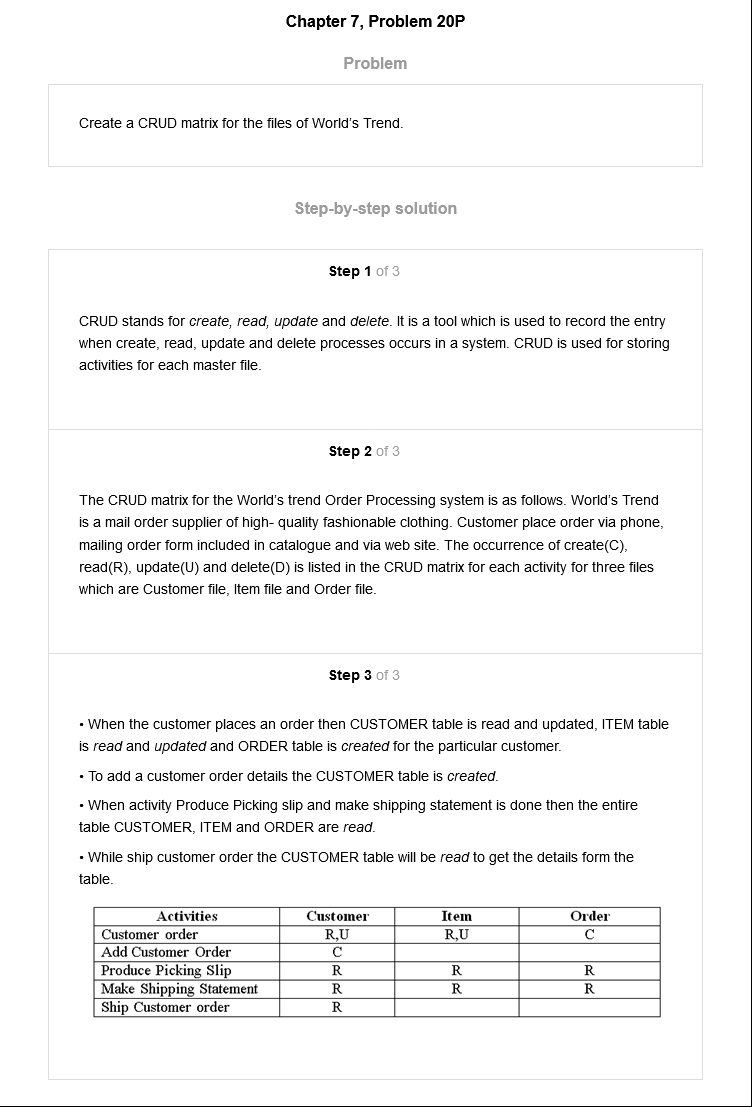 Chapter 7, Problem 20P
Problem
Create a CRUD matrix for the files of World's Trend.
Step-by-step solution
Step 1 of 3
CRUD stands for create, read, update and delete. It is a tool which is used to record the entry
when create, read, update and delete processes occurs in a system. CRUD is used for storing
activities for each master file.
Step 2 of 3
The CRUD matrix for the World's trend Order Processing system is as follows. World's Trend
is a mail order supplier of high- quality fashionable clothing. Customer place order via phone,
mailing order form included in catalogue and via web site. The occurrence of create(C),
read(R), update(U) and delete(D) is listed in the CRUD matrix for each activity for three files
which are Customer file, Item file and Order file.
Step 3 of 3
• When the customer places an order then CUSTOMER table is read and updated, ITEM table
is read and updated and ORDER table is created for the particular customer.
• To add a customer order details the CUSTOMER table is created.
• When activity Produce Picking slip and make shipping statement is done then the entire
table CUSTOMER, ITEM and ORDER are read.
• While ship customer order the CUSTOMER table will be read to get the details form the
table.
Activities Customer Item Order
Customer order R,U R,U C
Add Customer Order C
Produce Picking Slip R R R
Make Shipping Statement R R R
Ship Customer order R